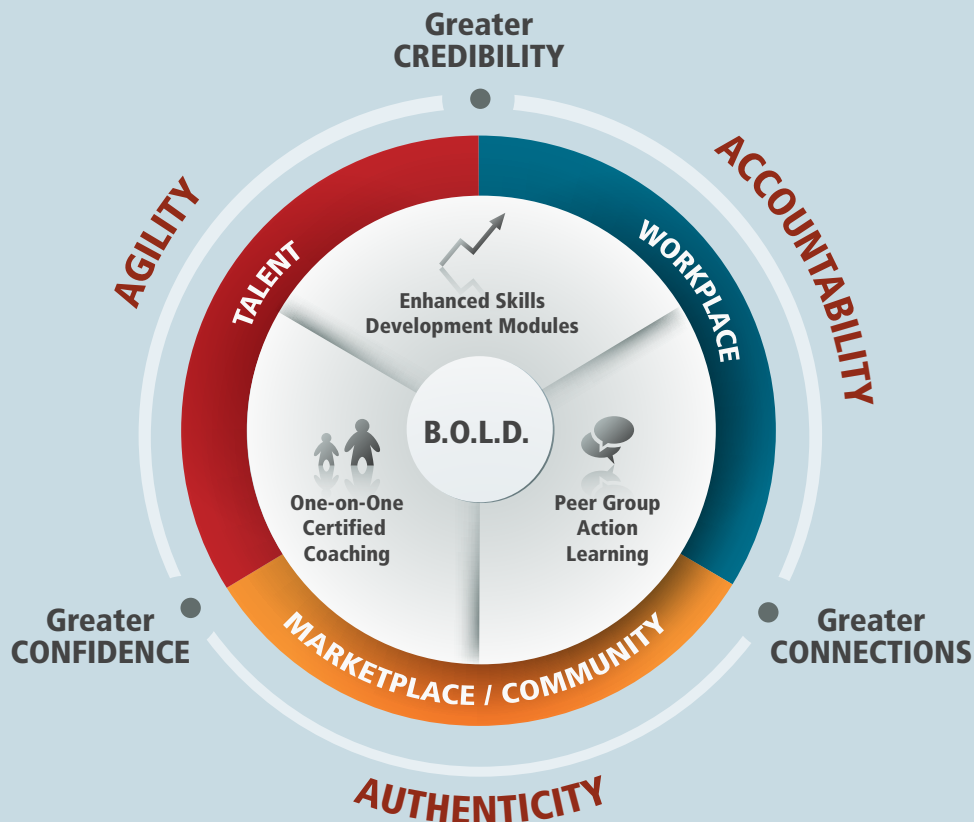 Greater
CREDIBILITY
AGILITY
ACCOUNTABILITY
TALENT
WORKPLACE
Enhanced Skills
Development Modules
B.O.L.D.
One-on-One
Certified
Coaching
Peer Group
Action
Learning
Greater
CONFIDENCE
Greater
CONNECTIONS
MARKETPLACE / COMMUNITY
AUTHENTICITY